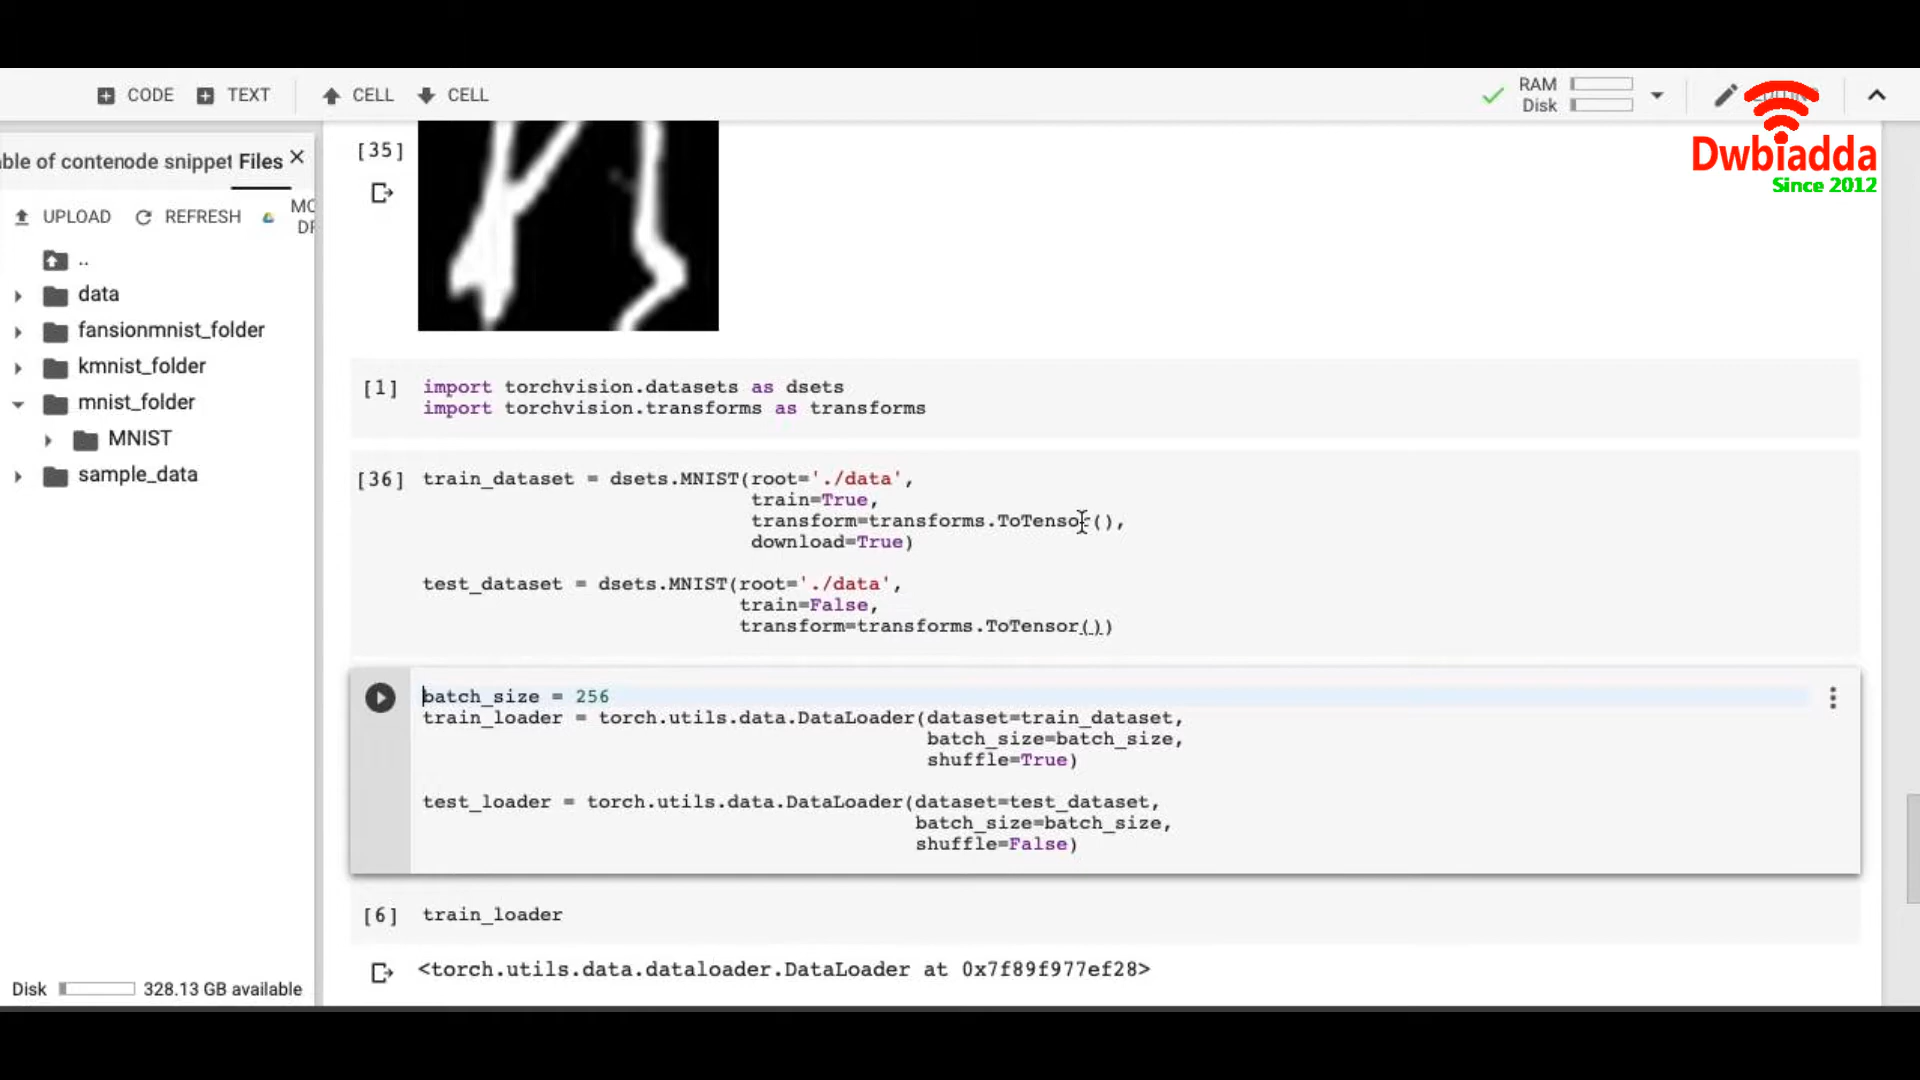 CODE TEXT CELL CELL
RAM
Disk
Dwbiadda
Since 2012
ble of conten ode snippet Files
UPLOAD REFRESH
..
data
fansionmnist_folder
kmnist_folder
mnist_folder
MNIST
sample_data
Disk 328.13 GB available
[35]
[1] import torchvision.datasets as dsets
import torchvision.transforms as transforms
[36] train_dataset = dsets.MNIST(root='./data',
train=True,
transform=transforms.ToTensor(),
download=True)
test_dataset = dsets.MNIST(root='./data',
train=False,
transform=transforms.ToTensor())
batch_size = 256
train_loader = torch.utils.data.DataLoader(dataset=train_dataset,
batch_size=batch_size,
shuffle=True)
test_loader = torch.utils.data.DataLoader(dataset=test_dataset,
batch_size=batch_size,
shuffle=False)
[6] train_loader
<torch.utils.data.dataloader.DataLoader at 0x7f89f977ef28>